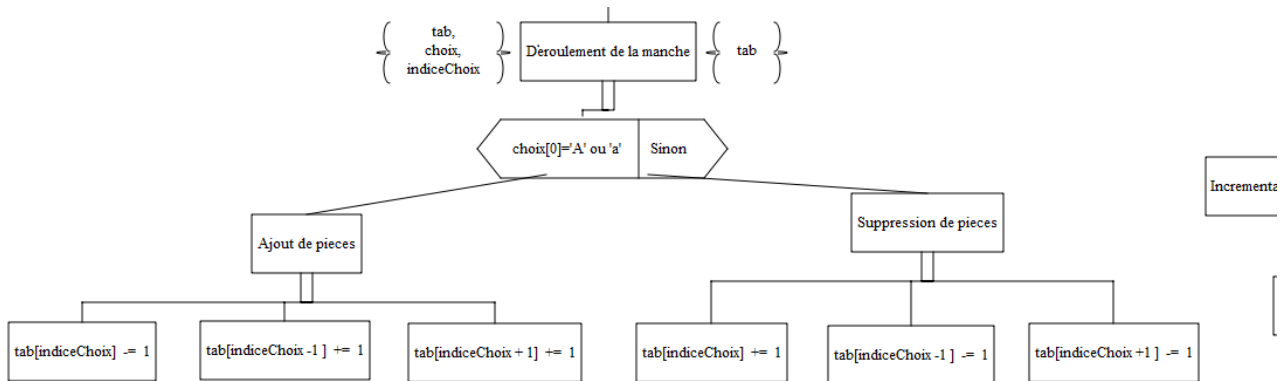 tab,
choix,
indiceChoix
D'eroulement de la manche
tab
choix[0]='A' ou 'a'
Sinon
Incrementa
Ajout de pieces
Suppression de pieces
tab[indiceChoix] -= 1
tab[indiceChoix -1 ] += 1
tab[indiceChoix + 1] += 1
tab[indiceChoix] += 1
tab[indiceChoix -1 ] -= 1
tab[indiceChoix +1 ] -= 1